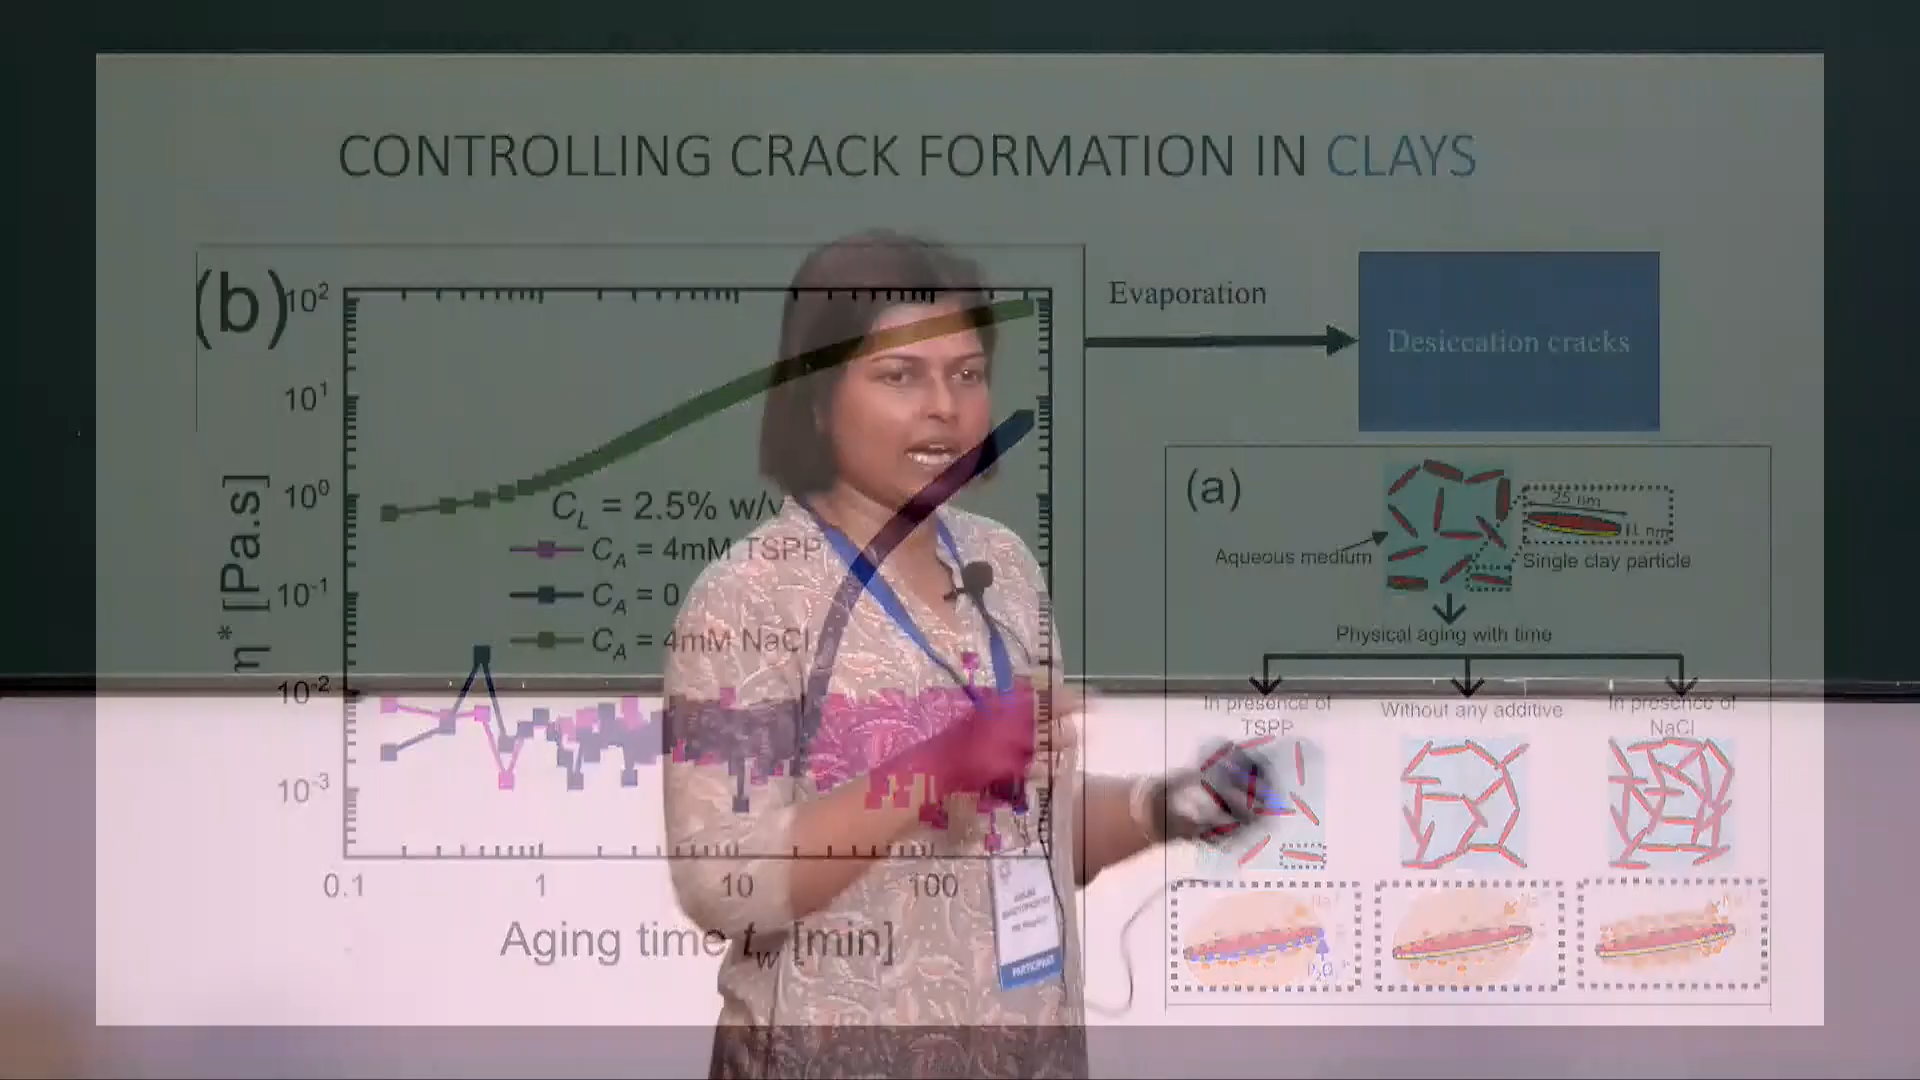 CONTROLLING CRACK FORMATION IN CLAYS
(b)
10²
10¹
10⁰
10⁻¹
10⁻²
10⁻³
η* [Pa.s]
C_L = 2.5% w/v
C_A = 4mM TSPP
C_A = 0
C_A = 4mM NaCl
0.1 1 10 100
Aging time t_w [min]
Evaporation
Desiccation cracks
(a)
25 nm
1 nm
Aqueous medium
Single clay particle
Physical aging with time
In presence of
TSPP
Without any additive
In presence of
NaCl
PARTICIPANT